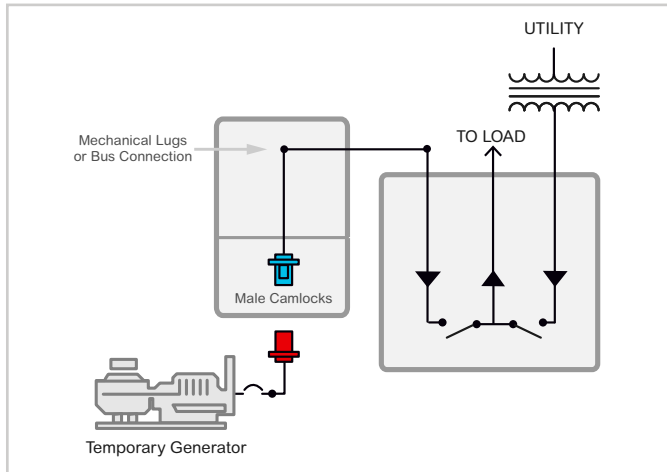 UTILITY
Mechanical Lugs
or Bus Connection
TO LOAD
Male Camlocks
Temporary Generator